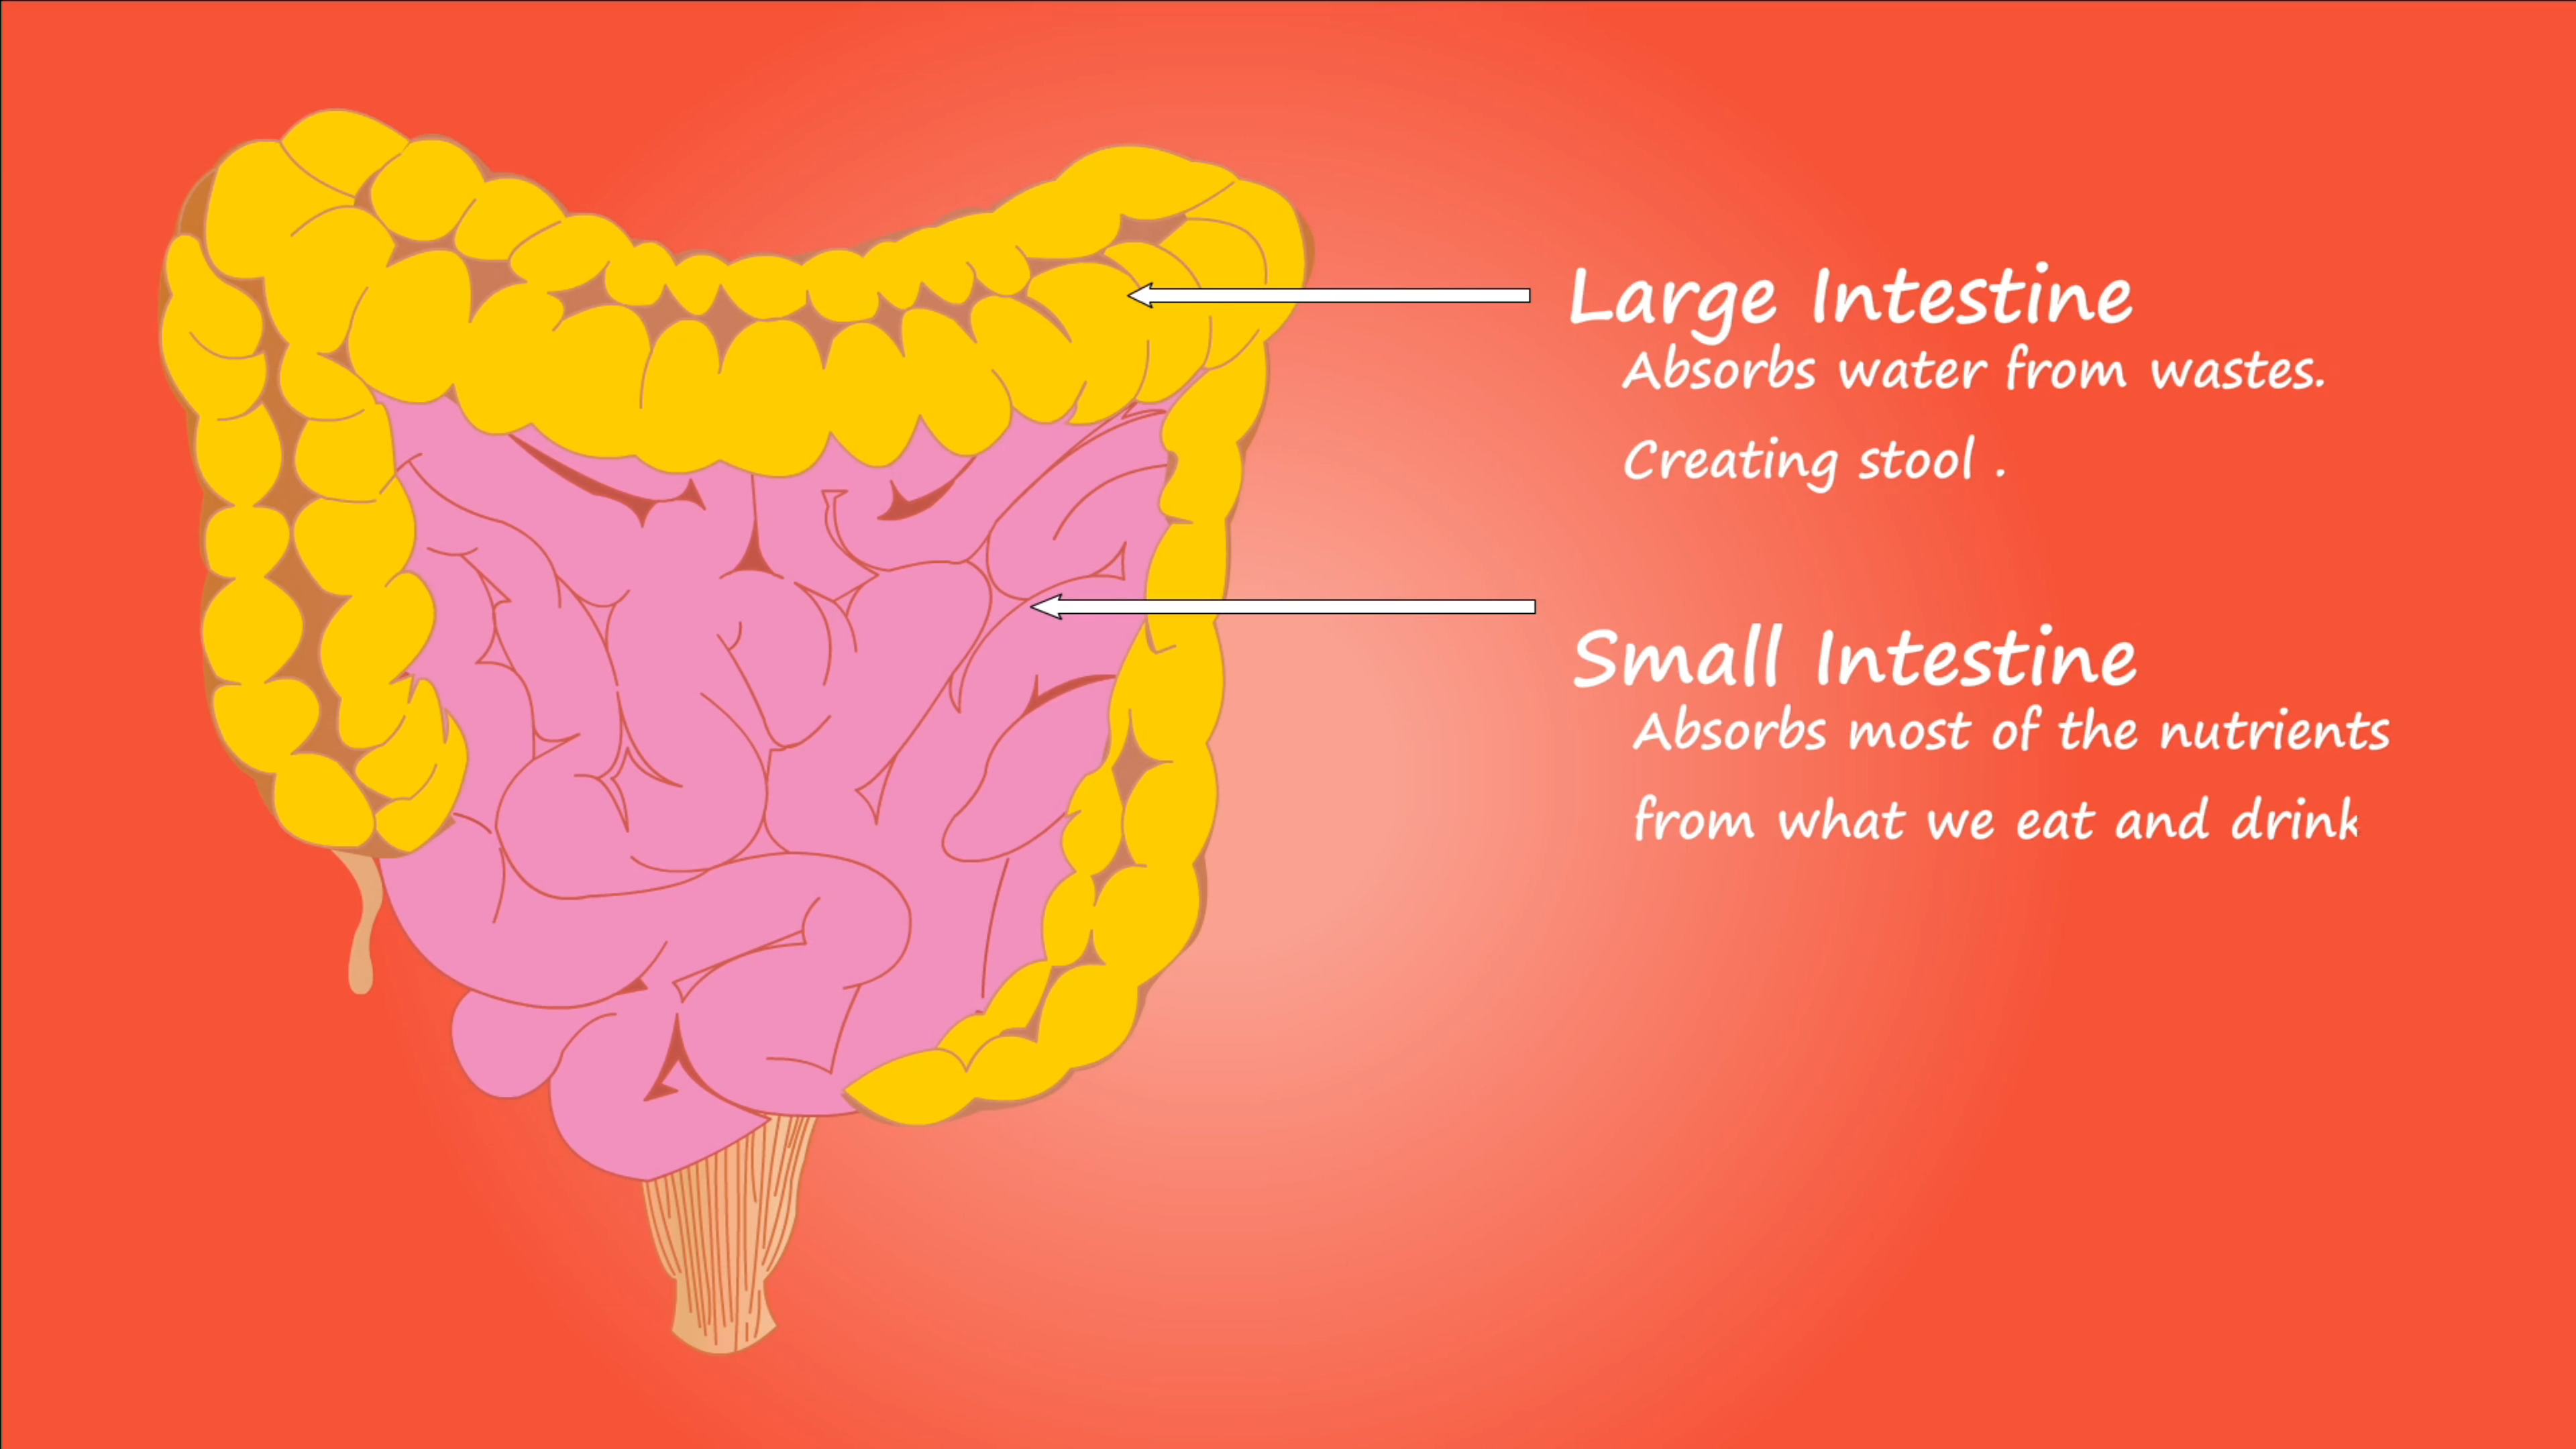 Large Intestine
Absorbs water from wastes.
Creating stool .
Small Intestine
Absorbs most of the nutrients
from what we eat and drink